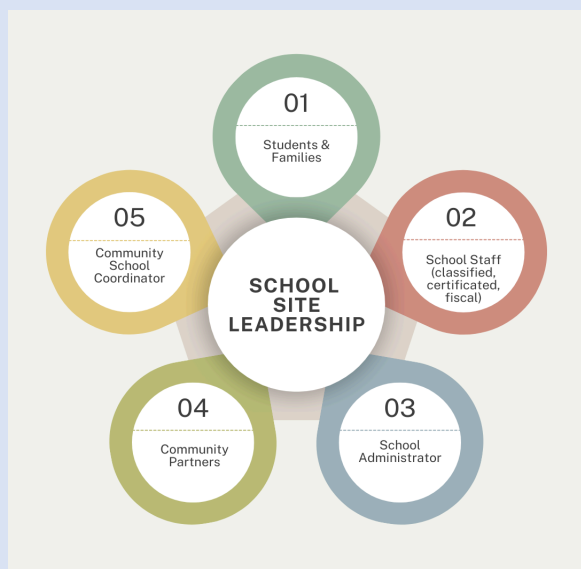 01
Students &
Families
02
School Staff
(classified,
certificated,
fiscal)
03
School
Administrator
04
Community
Partners
05
Community
School
Coordinator
SCHOOL
SITE
LEADERSHIP